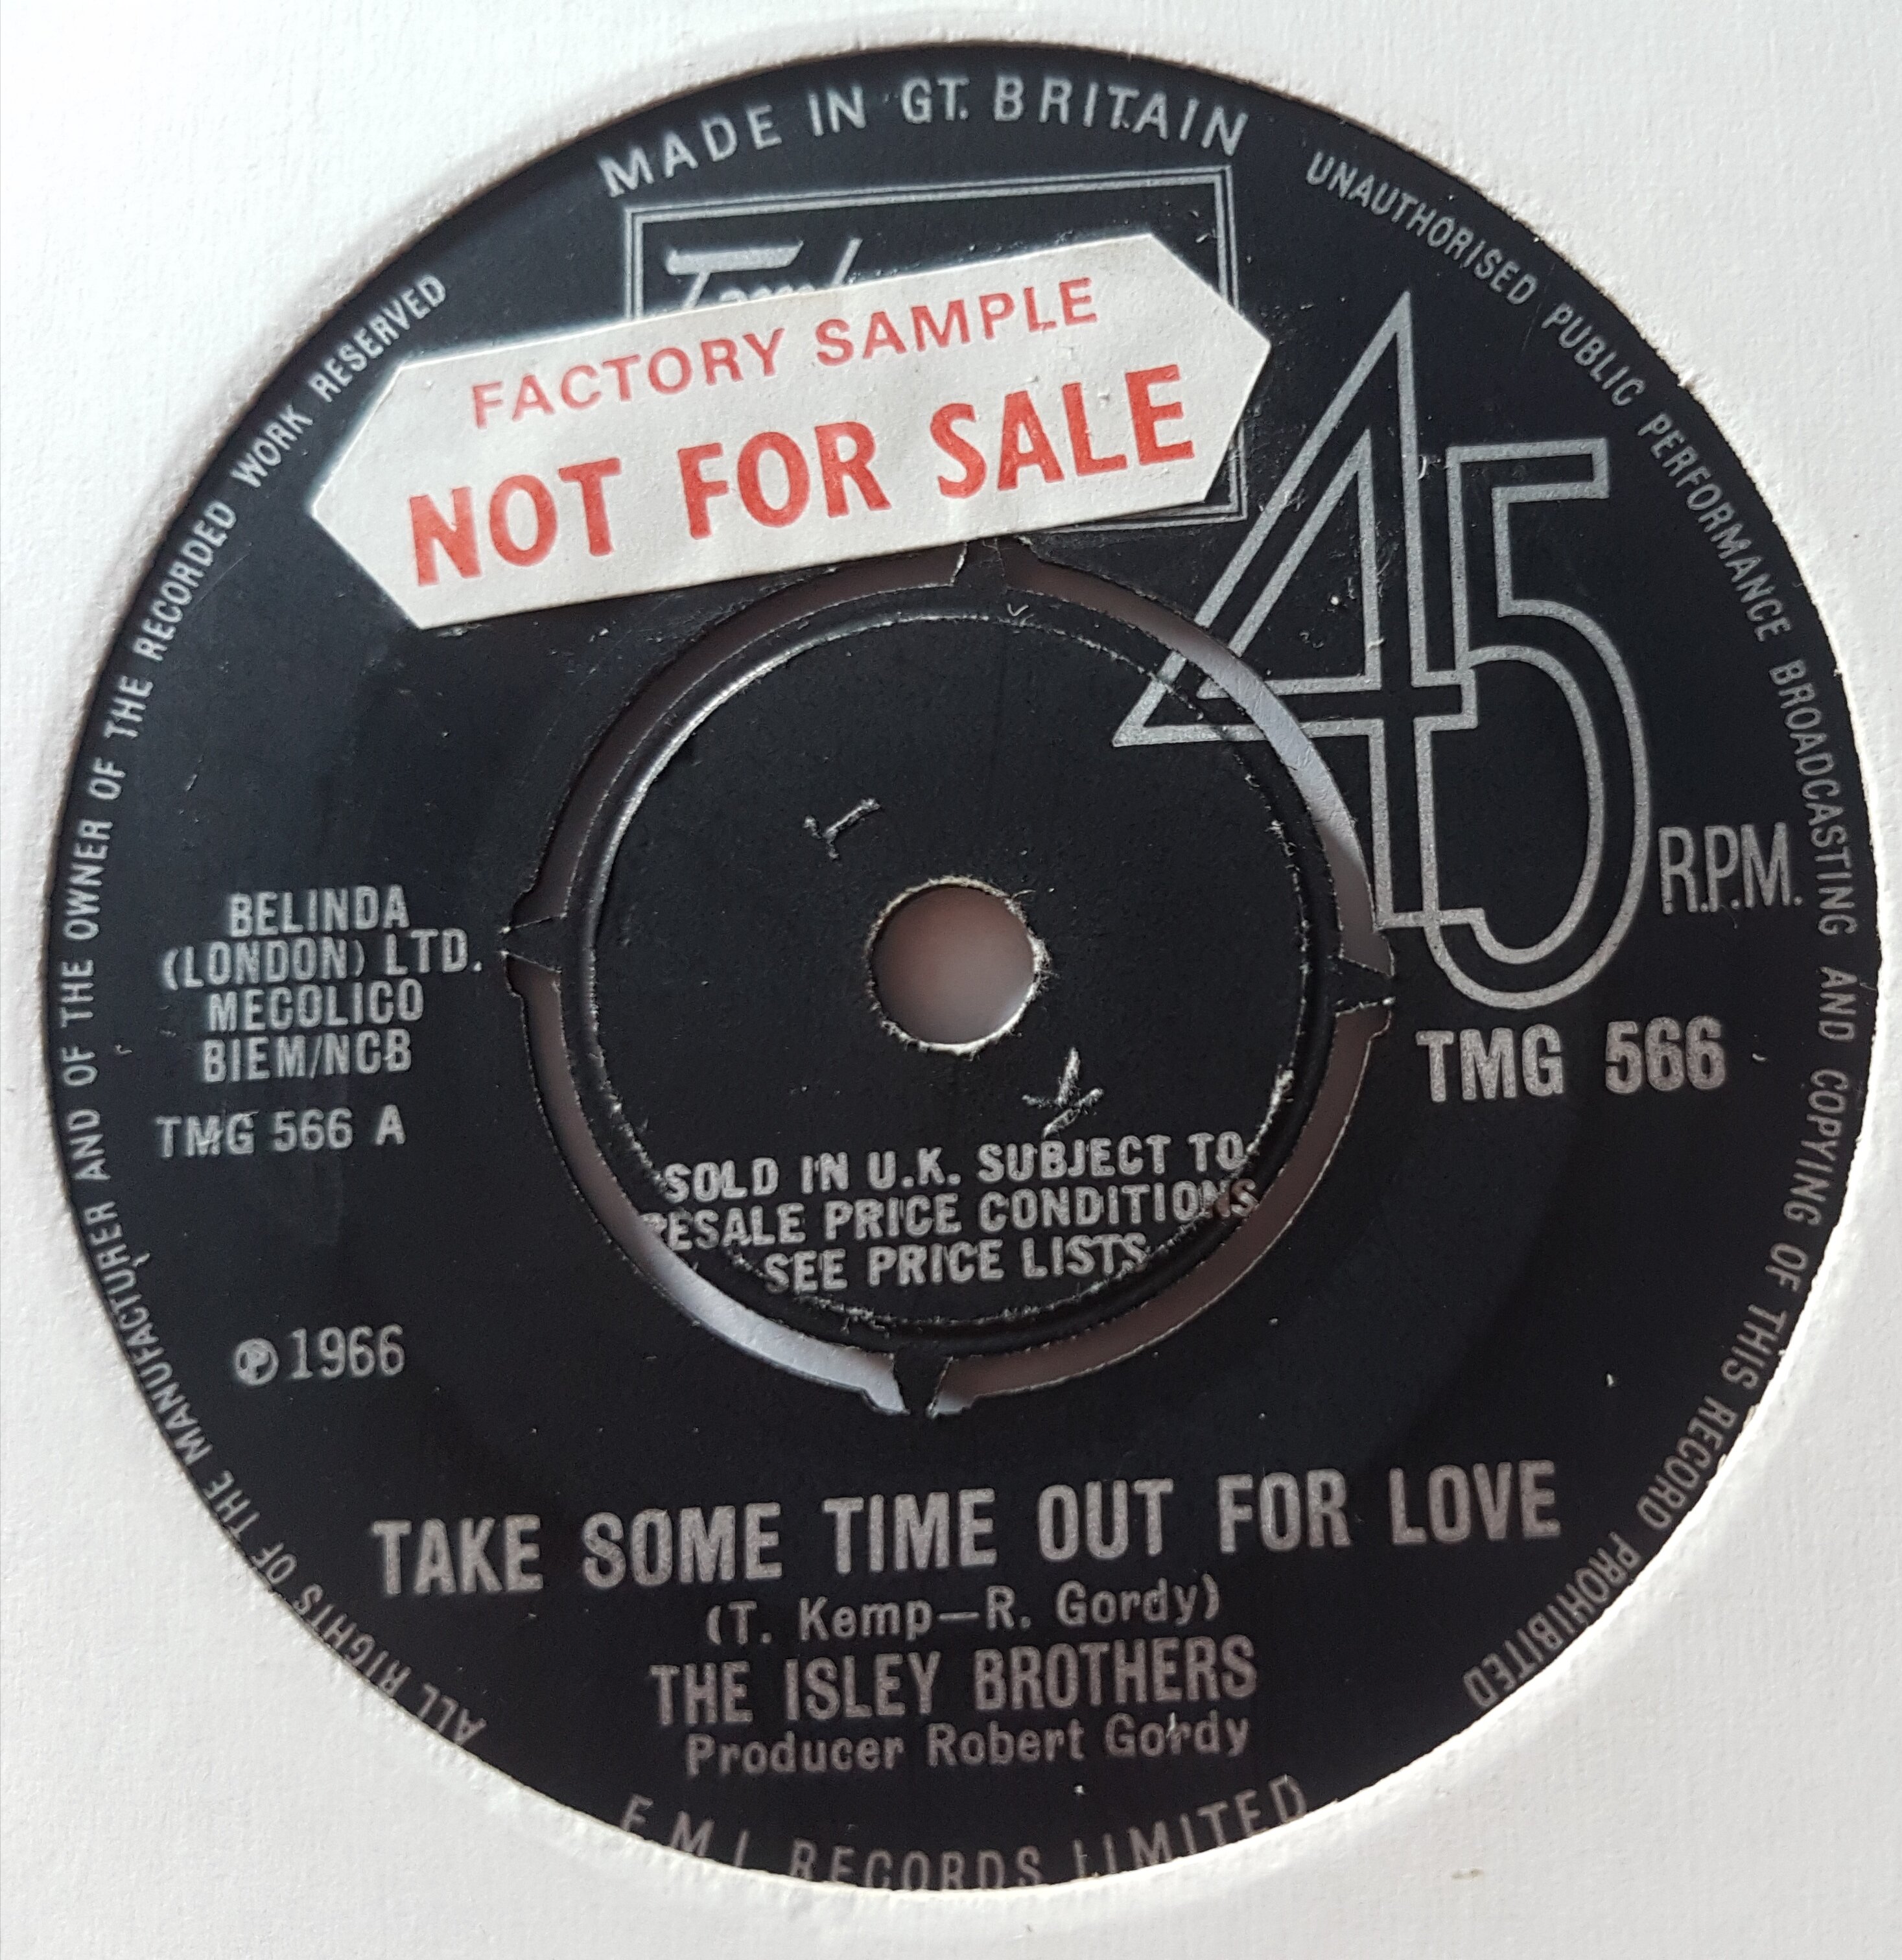 MADE IN GT. BRITAIN
UNAUTHORISED PUBLIC PERFORMANCE BROADCASTING AND COPYING OF THIS RECORD PROHIBITED
FACTORY SAMPLE
NOT FOR SALE
45
R.P.M.
BELINDA
(LONDON) LTD.
MECOLICO
BIEM/NCB
TMG 566 A
TMG 566
SOLD IN U.K. SUBJECT TO
RESALE PRICE CONDITIONS
SEE PRICE LISTS
℗ 1966
TAKE SOME TIME OUT FOR LOVE
(T. Kemp—R. Gordy)
THE ISLEY BROTHERS
Producer Robert Gordy
E M I RECORDS LIMITED
ALL RIGHTS OF THE MANUFACTURER AND OF THE OWNER OF THE RECORDED WORK RESERVED